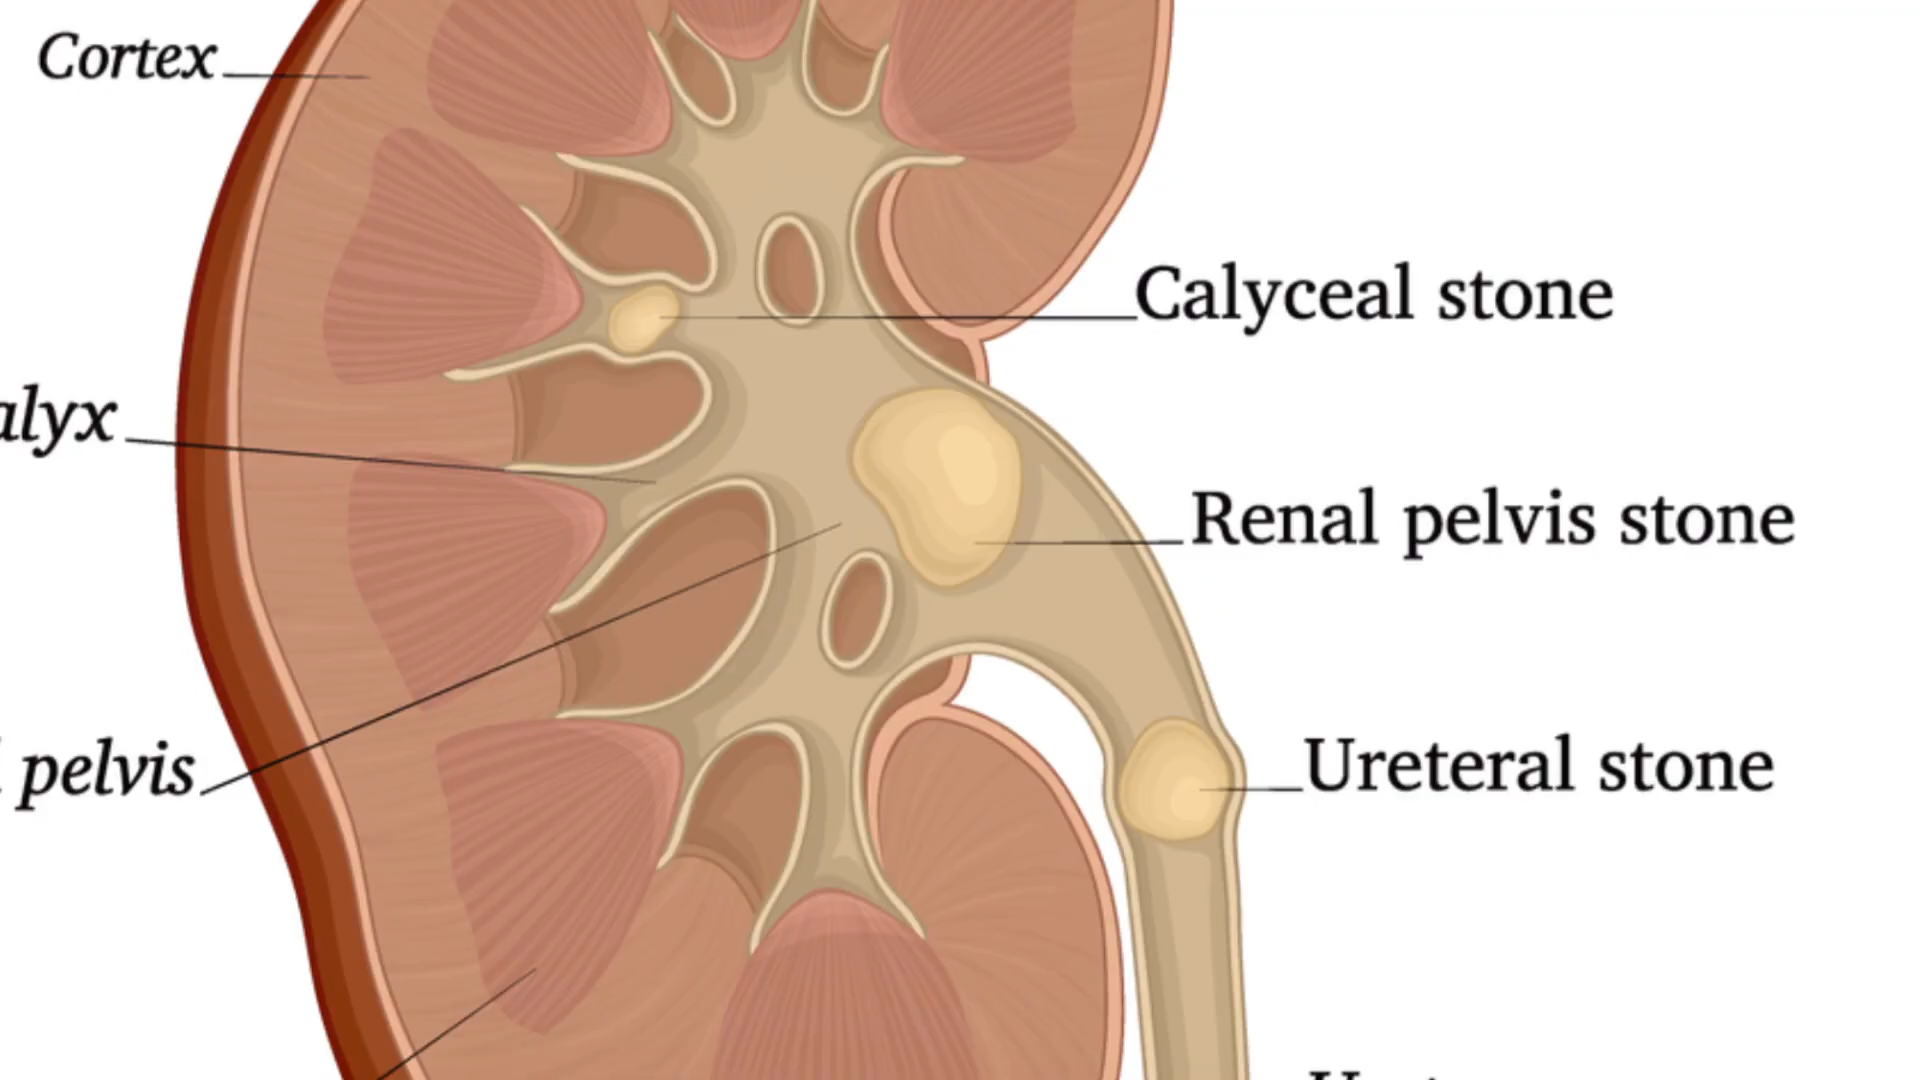 Cortex
Calyceal stone
alyx
Renal pelvis stone
pelvis
Ureteral stone